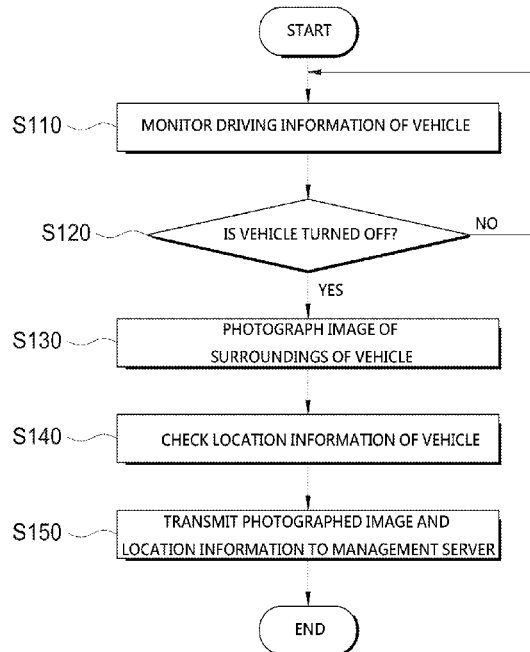 START
S110
MONITOR DRIVING INFORMATION OF VEHICLE
S120
IS VEHICLE TURNED OFF?
NO
YES
S130
PHOTOGRAPH IMAGE OF
SURROUNDINGS OF VEHICLE
S140
CHECK LOCATION INFORMATION OF VEHICLE
S150
TRANSMIT PHOTOGRAPHED IMAGE AND
LOCATION INFORMATION TO MANAGEMENT SERVER
END